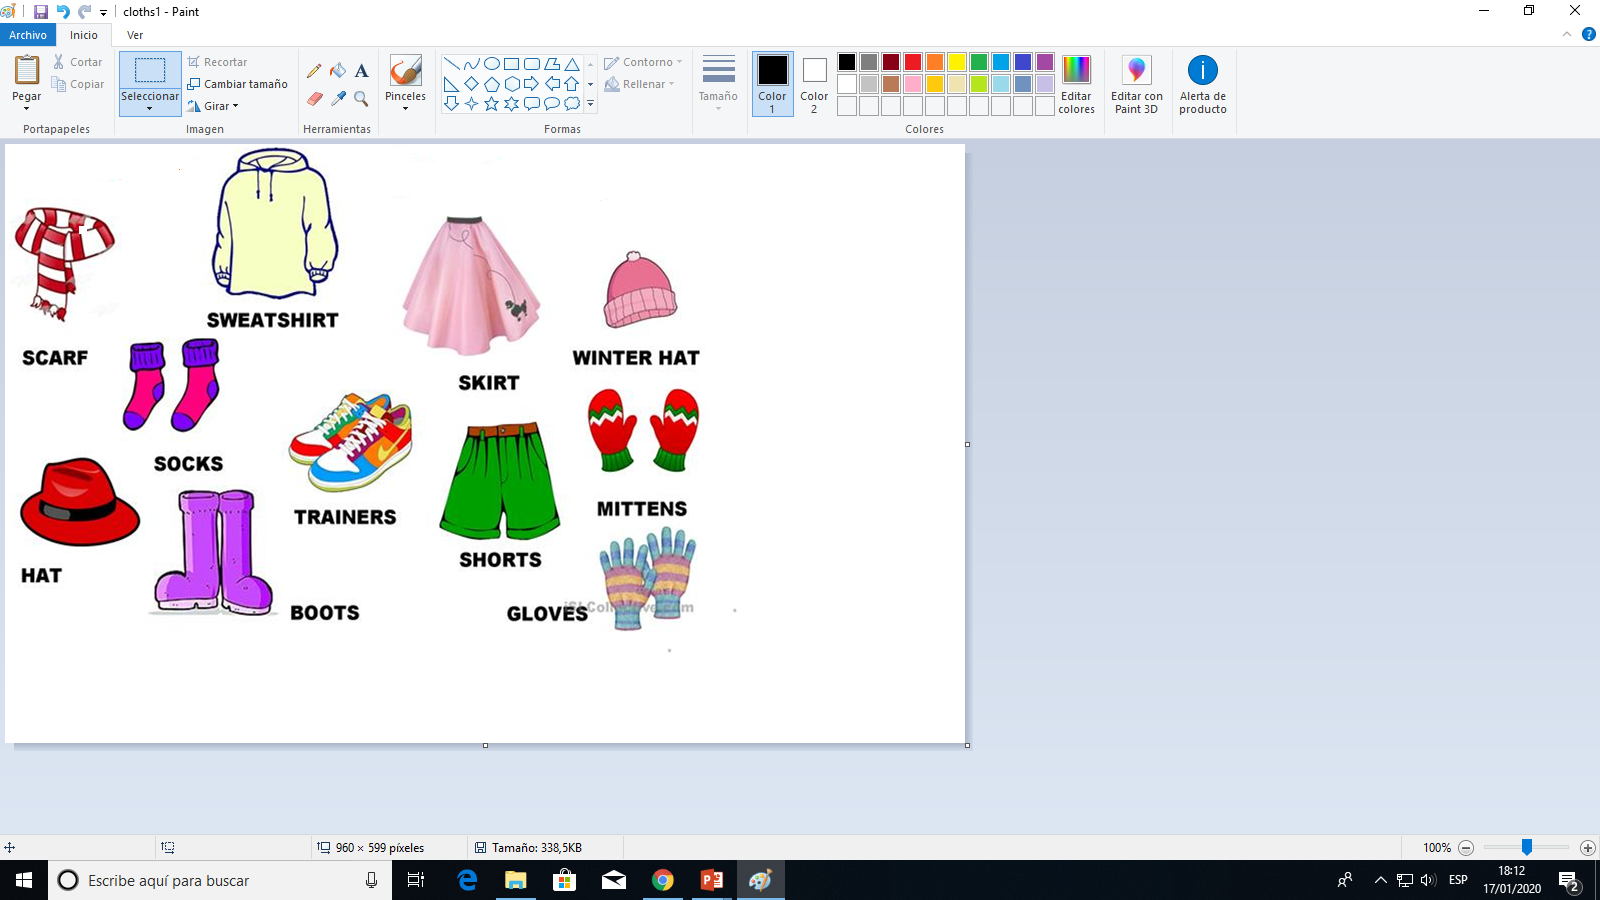 cloths1 - Paint
Archivo Inicio Ver
Pegar
Cortar
Copiar
Portapapeles
Seleccionar
Recortar
Cambiar tamaño
Girar
Imagen
A
Herramientas
Pinceles
Contorno
Rellenar
Formas
Tamaño
Color 1
Color 2
Editar colores
Colores
Editar con Paint 3D
Alerta de producto
SWEATSHIRT
SCARF
SKIRT
WINTER HAT
SOCKS
TRAINERS
MITTENS
SHORTS
HAT
BOOTS
GLOVES
960 × 599 píxeles
Tamaño: 338,5KB
100%
Escribe aquí para buscar
ESP
18:12
17/01/2020
2